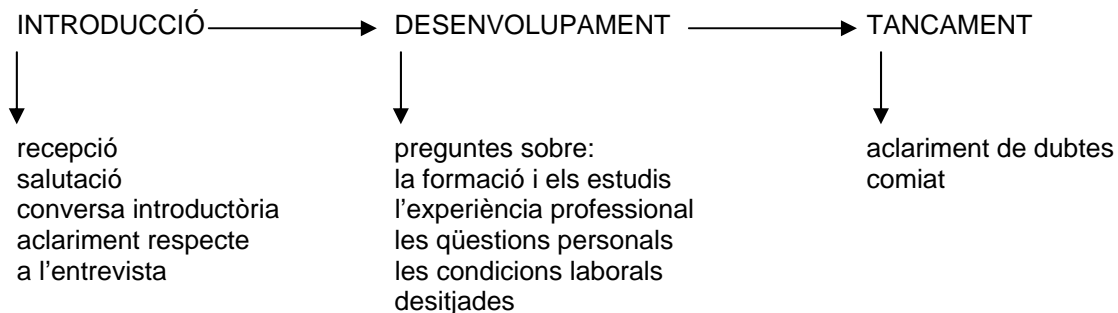 INTRODUCCIÓ
DESENVOLUPAMENT
TANCAMENT
recepció
salutació
conversa introductòria
aclariment respecte
a l’entrevista
preguntes sobre:
la formació i els estudis
l’experiència professional
les qüestions personals
les condicions laborals
desitjades
aclariment de dubtes
comiat